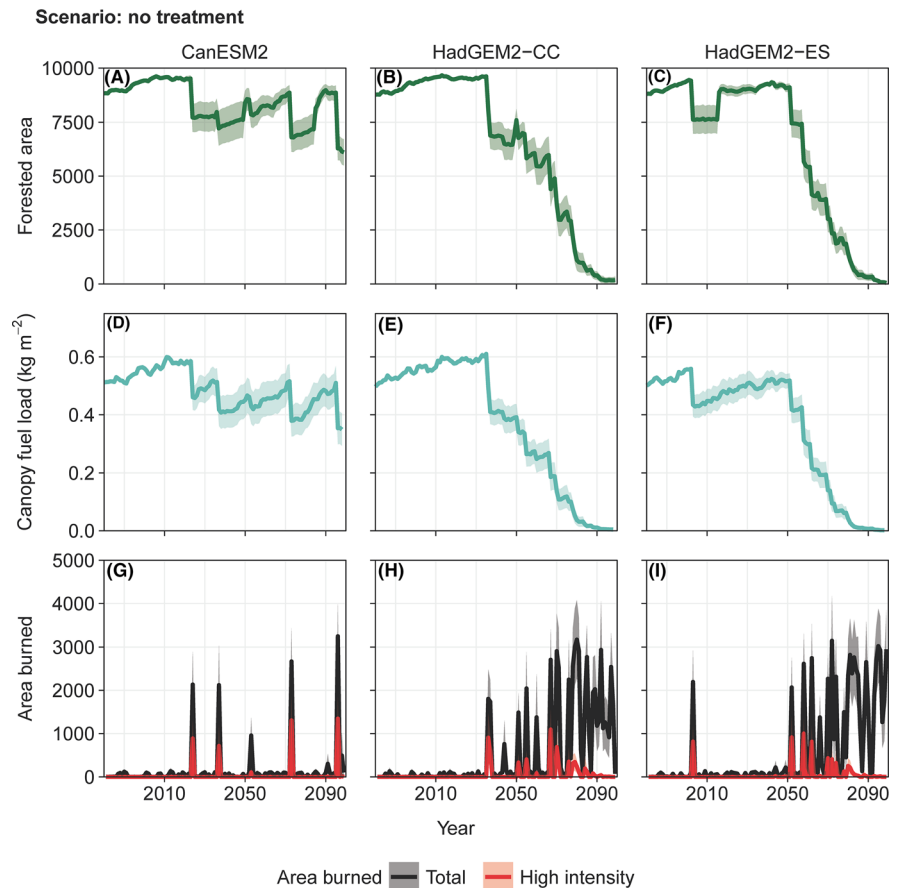 Scenario: no treatment
CanESM2 HadGEM2−CC HadGEM2−ES
(A) (B) (C)
Forested area
10000
7500
5000
2500
0
(D) (E) (F)
Canopy fuel load (kg m⁻²)
0.6
0.4
0.2
0.0
(G) (H) (I)
Area burned
5000
4000
3000
2000
1000
0
2010 2050 2090 2010 2050 2090 2010 2050 2090
Year
Area burned Total High intensity